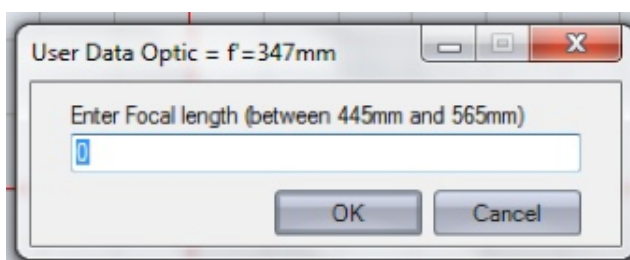 User Data Optic = f'=347mm
Enter Focal length (between 445mm and 565mm)
0
OK Cancel